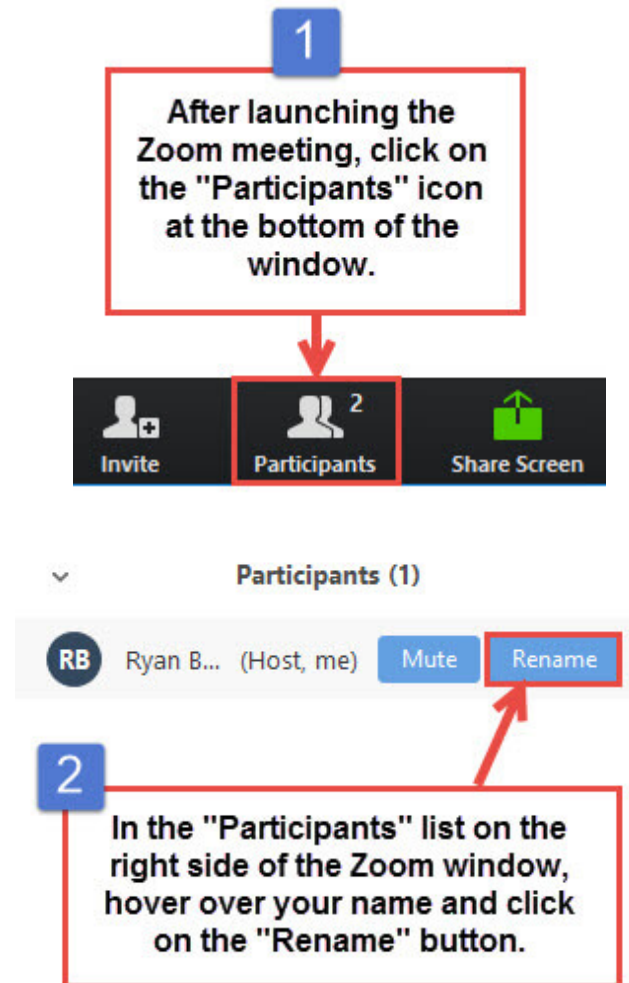 1
After launching the
Zoom meeting, click on
the "Participants" icon
at the bottom of the
window.
2
Invite
Participants
Share Screen
Participants (1)
RB Ryan B... (Host, me) Mute Rename
2
In the "Participants" list on the
right side of the Zoom window,
hover over your name and click
on the "Rename" button.